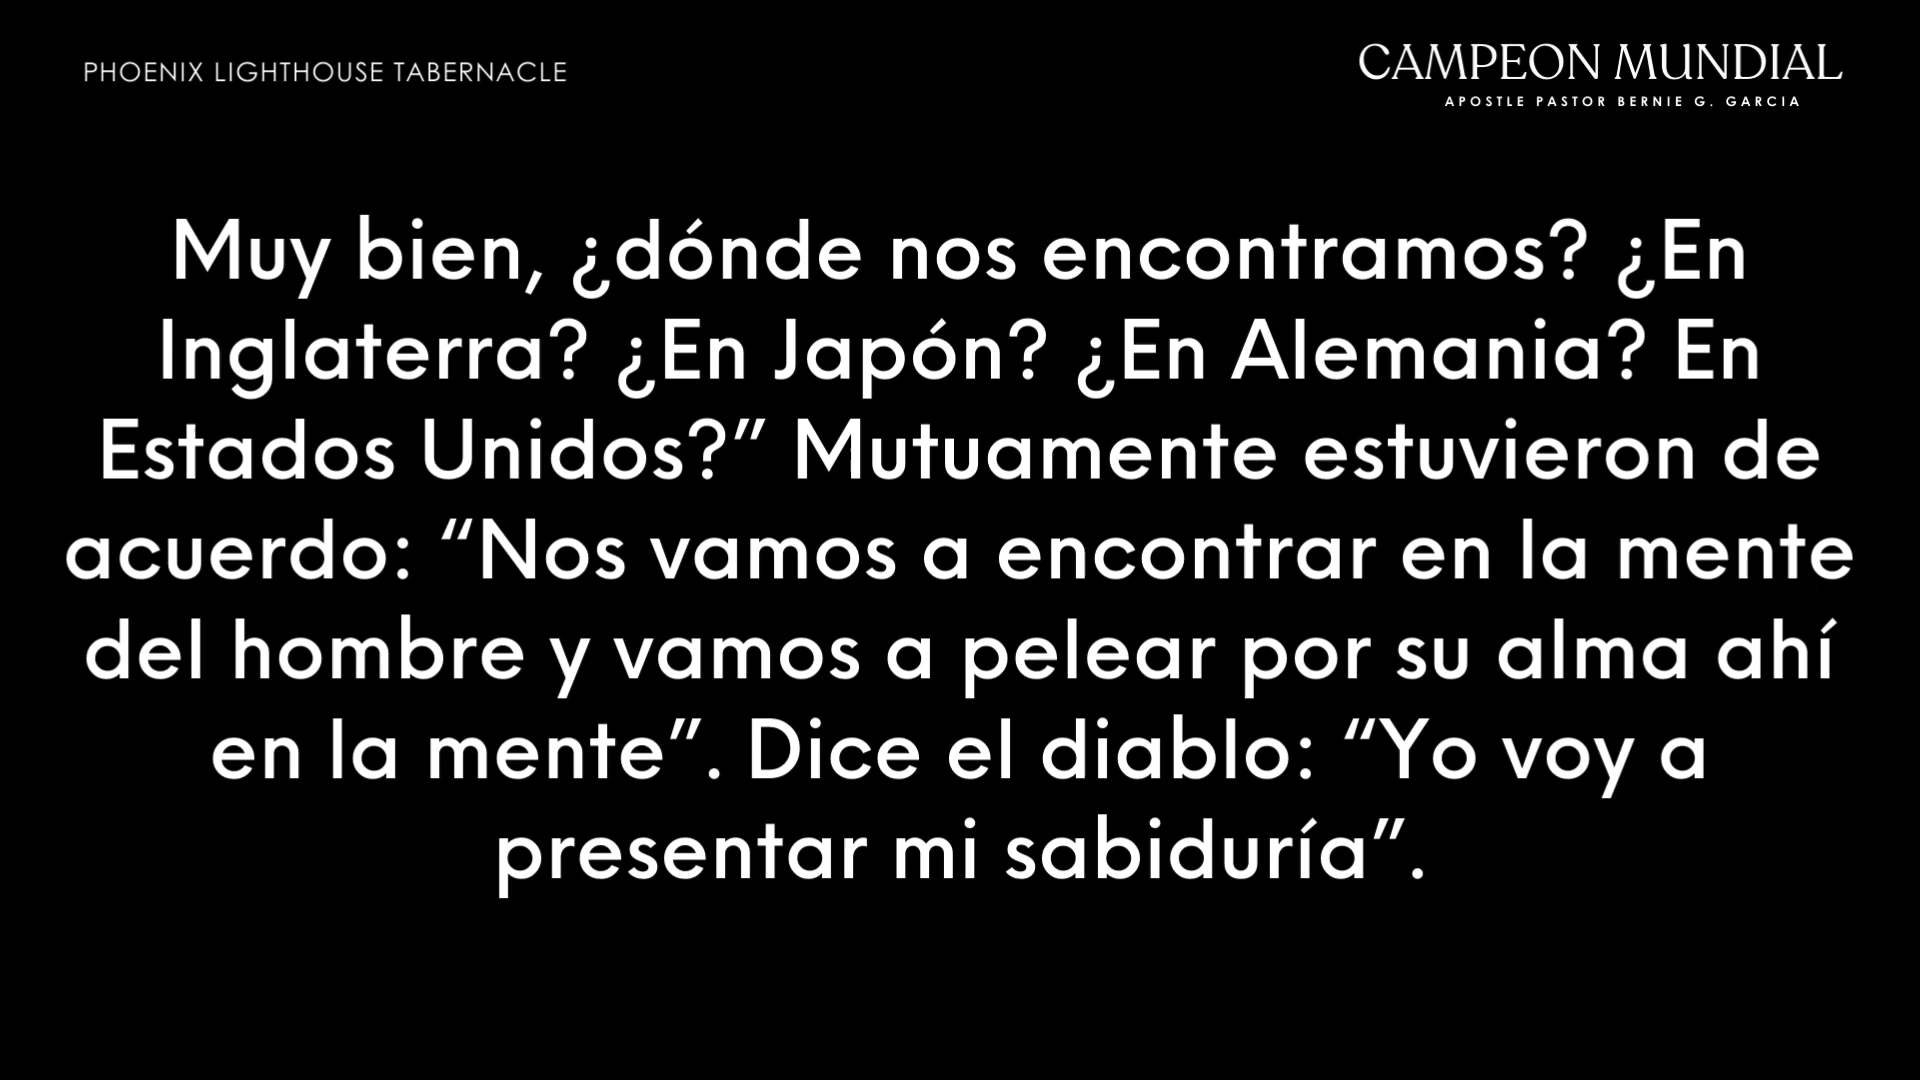 PHOENIX LIGHTHOUSE TABERNACLE
CAMPEON MUNDIAL
APOSTLE PASTOR BERNIE G. GARCIA
Muy bien, ¿dónde nos encontramos? ¿En
Inglaterra? ¿En Japón? ¿En Alemania? En
Estados Unidos?” Mutuamente estuvieron de
acuerdo: “Nos vamos a encontrar en la mente
del hombre y vamos a pelear por su alma ahí
en la mente”. Dice el diablo: “Yo voy a
presentar mi sabiduría”.